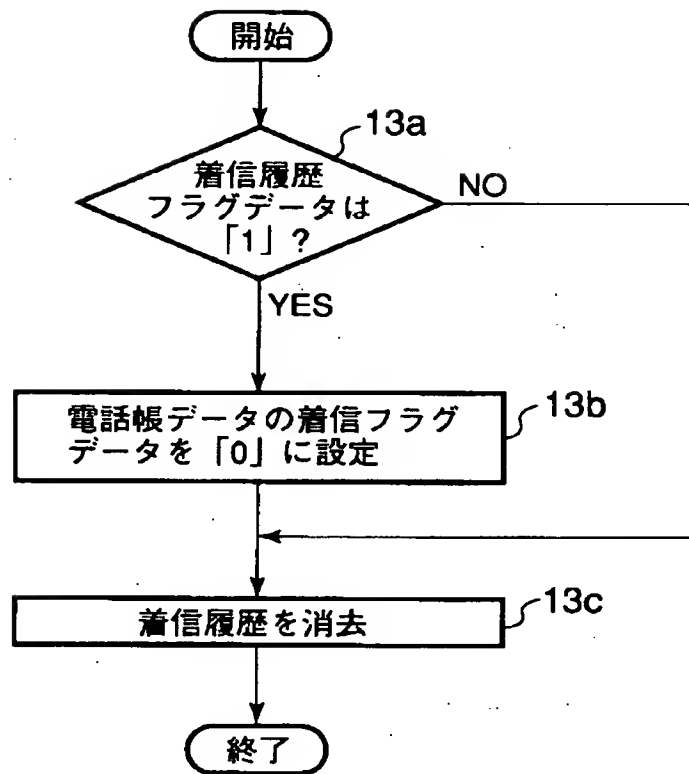 開始
13a
着信履歴
フラグデータは
「1」?
NO
YES
電話帳データの着信フラグ
データを「0」に設定
13b
着信履歴を消去
13c
終了